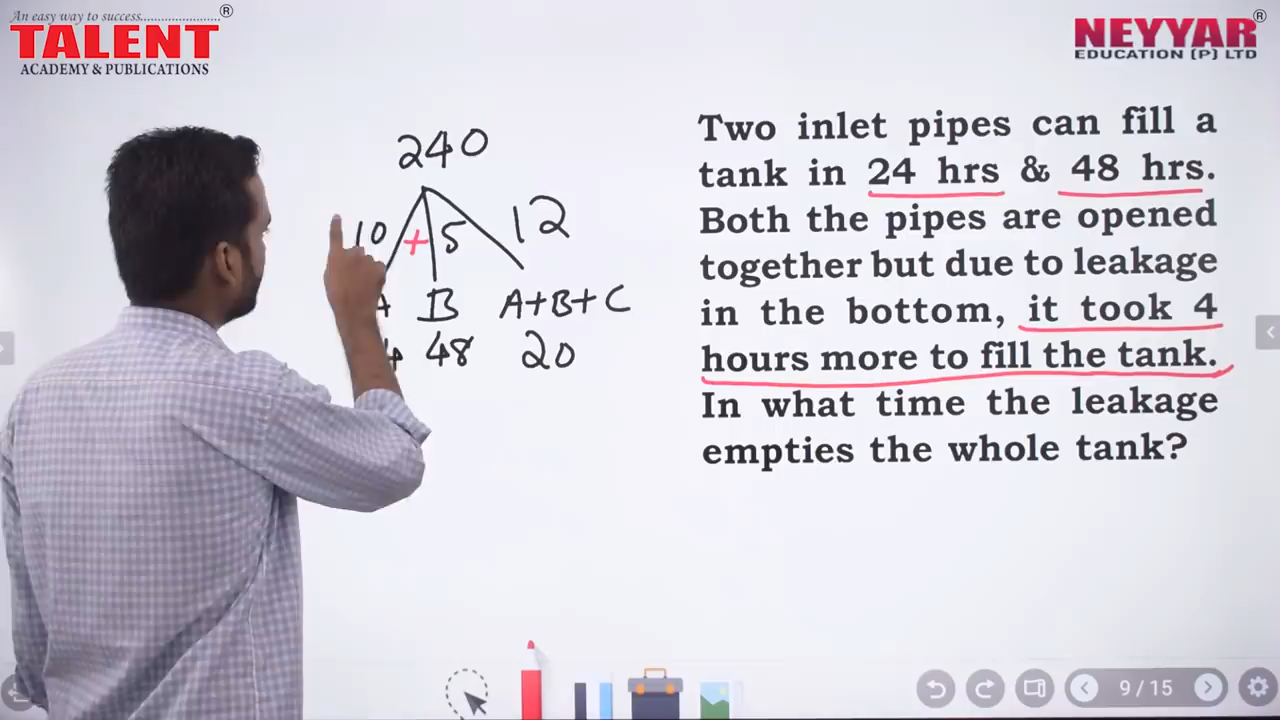 An easy way to success......................
®
TALENT
ACADEMY & PUBLICATIONS
®
NEYYAR
EDUCATION (P) LTD
240
10 + 5 12
B A+B+C
48 20
Two inlet pipes can fill a
tank in 24 hrs & 48 hrs.
Both the pipes are opened
together but due to leakage
in the bottom, it took 4
hours more to fill the tank.
In what time the leakage
empties the whole tank?
9 / 15